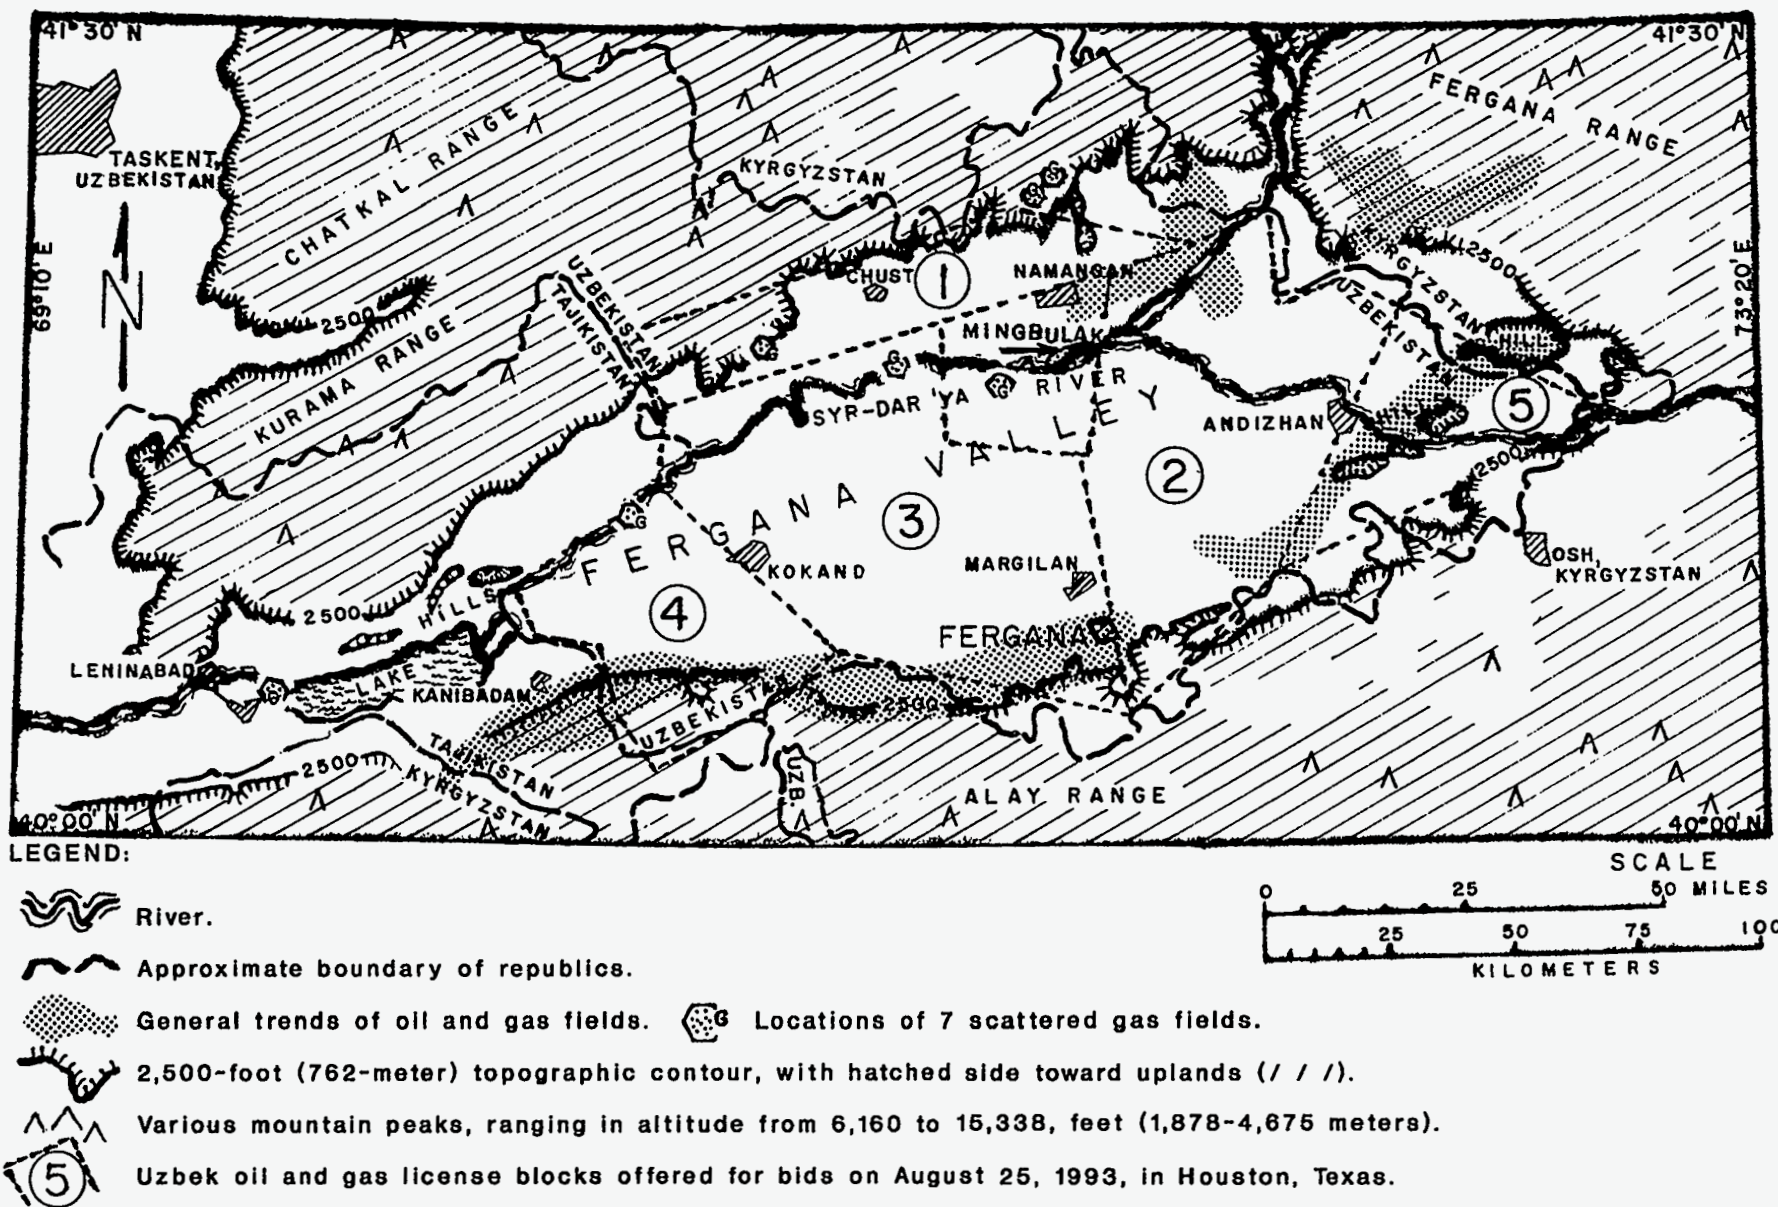 41°30' N
41°30' N
FERGANA RANGE
TASKENT,
UZBEKISTAN
CHATKAL RANGE
KYRGYZSTAN
69°10' E
73°20' E
N
2500
KURAMA RANGE
UZBEKISTAN
TAJIKISTAN
CHUST
1
NAMANGAN
KYRGYZSTAN
2500
UZBEKISTAN
HILLS
G
G
G
MINGBULAK
G
G
SYR-DAR'YA RIVER
ANDIZHAN
HILLS
5
2500
2
3
FERGANA VALLEY
G
KOKAND
MARGILAN
OSH,
KYRGYZSTAN
2500
HILLS
4
FERGANA
LENINABAD
G
LAKE
KANIBADAM
2500
UZBEKISTAN
TAJIKISTAN
KYRGYZSTAN
2500
UZB.
ALAY RANGE
40°00' N
40°00' N
LEGEND:
SCALE
0 25 50 MILES
25 50 75 100
KILOMETERS
River.
Approximate boundary of republics.
General trends of oil and gas fields. G Locations of 7 scattered gas fields.
2,500-foot (762-meter) topographic contour, with hatched side toward uplands (/ / /).
Various mountain peaks, ranging in altitude from 6,160 to 15,338, feet (1,878-4,675 meters).
5 Uzbek oil and gas license blocks offered for bids on August 25, 1993, in Houston, Texas.